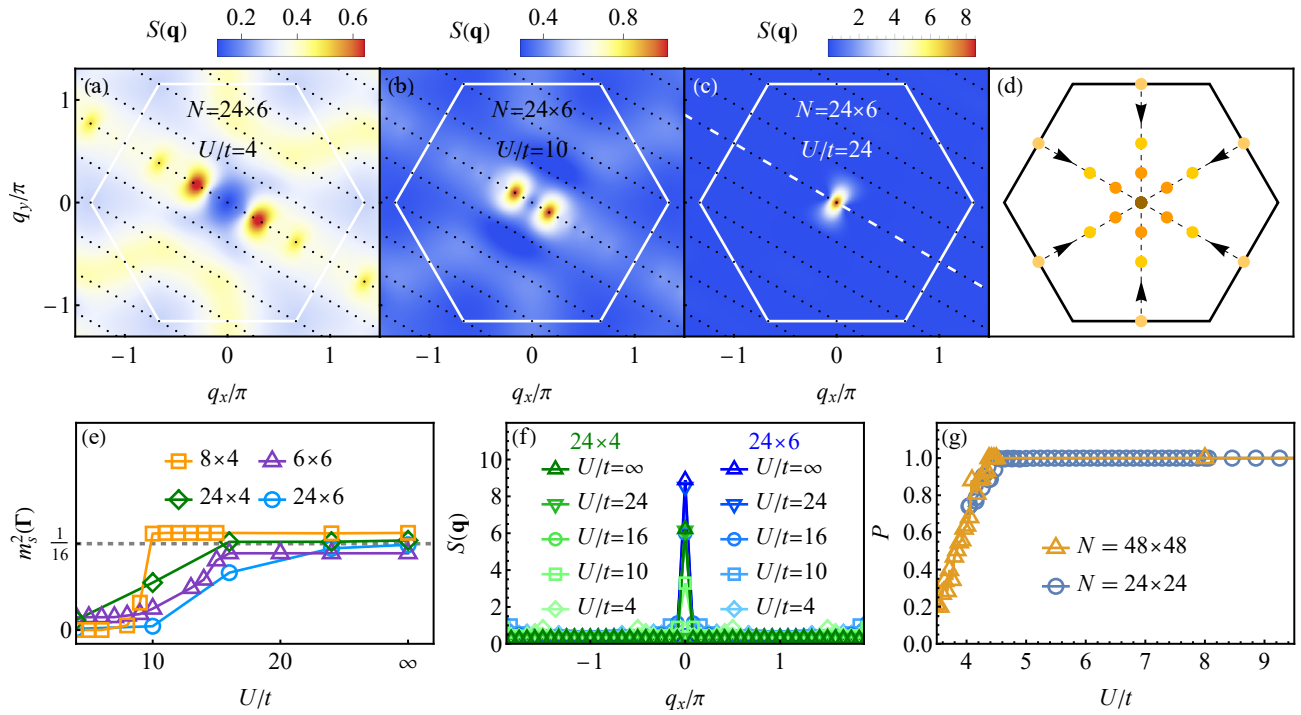 0.2 0.4 0.6
S(q)
0.4 0.8
S(q)
2 4 6 8
S(q)
(a)
N=24×6
U/t=4
(b)
N=24×6
U/t=10
(c)
N=24×6
U/t=24
(d)
q_y/π
1
0
−1
−1 0 1
q_x/π
−1 0 1
q_x/π
−1 0 1
q_x/π
(e)
8×4
6×6
24×4
24×6
m_s^2(Γ)
1/16
0
10 20 ∞
U/t
(f)
24×4
24×6
U/t=∞
U/t=∞
U/t=24
U/t=24
U/t=16
U/t=16
U/t=10
U/t=10
U/t=4
U/t=4
S(q)
10
8
6
4
2
0
−1 0 1
q_x/π
(g)
P
1.0
0.8
0.6
0.4
0.2
0.0
N = 48×48
N = 24×24
4 5 6 7 8 9
U/t